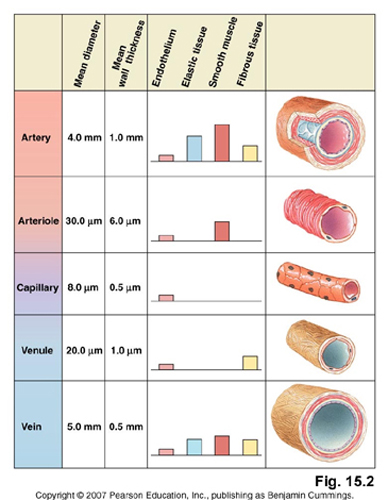 Mean diameter
Mean
wall thickness
Endothelium
Elastic tissue
Smooth muscle
Fibrous tissue
Artery 4.0 mm 1.0 mm
Arteriole 30.0 µm 6.0 µm
Capillary 8.0 µm 0.5 µm
Venule 20.0 µm 1.0 µm
Vein 5.0 mm 0.5 mm
Fig. 15.2
Copyright © 2007 Pearson Education, Inc., publishing as Benjamin Cummings.